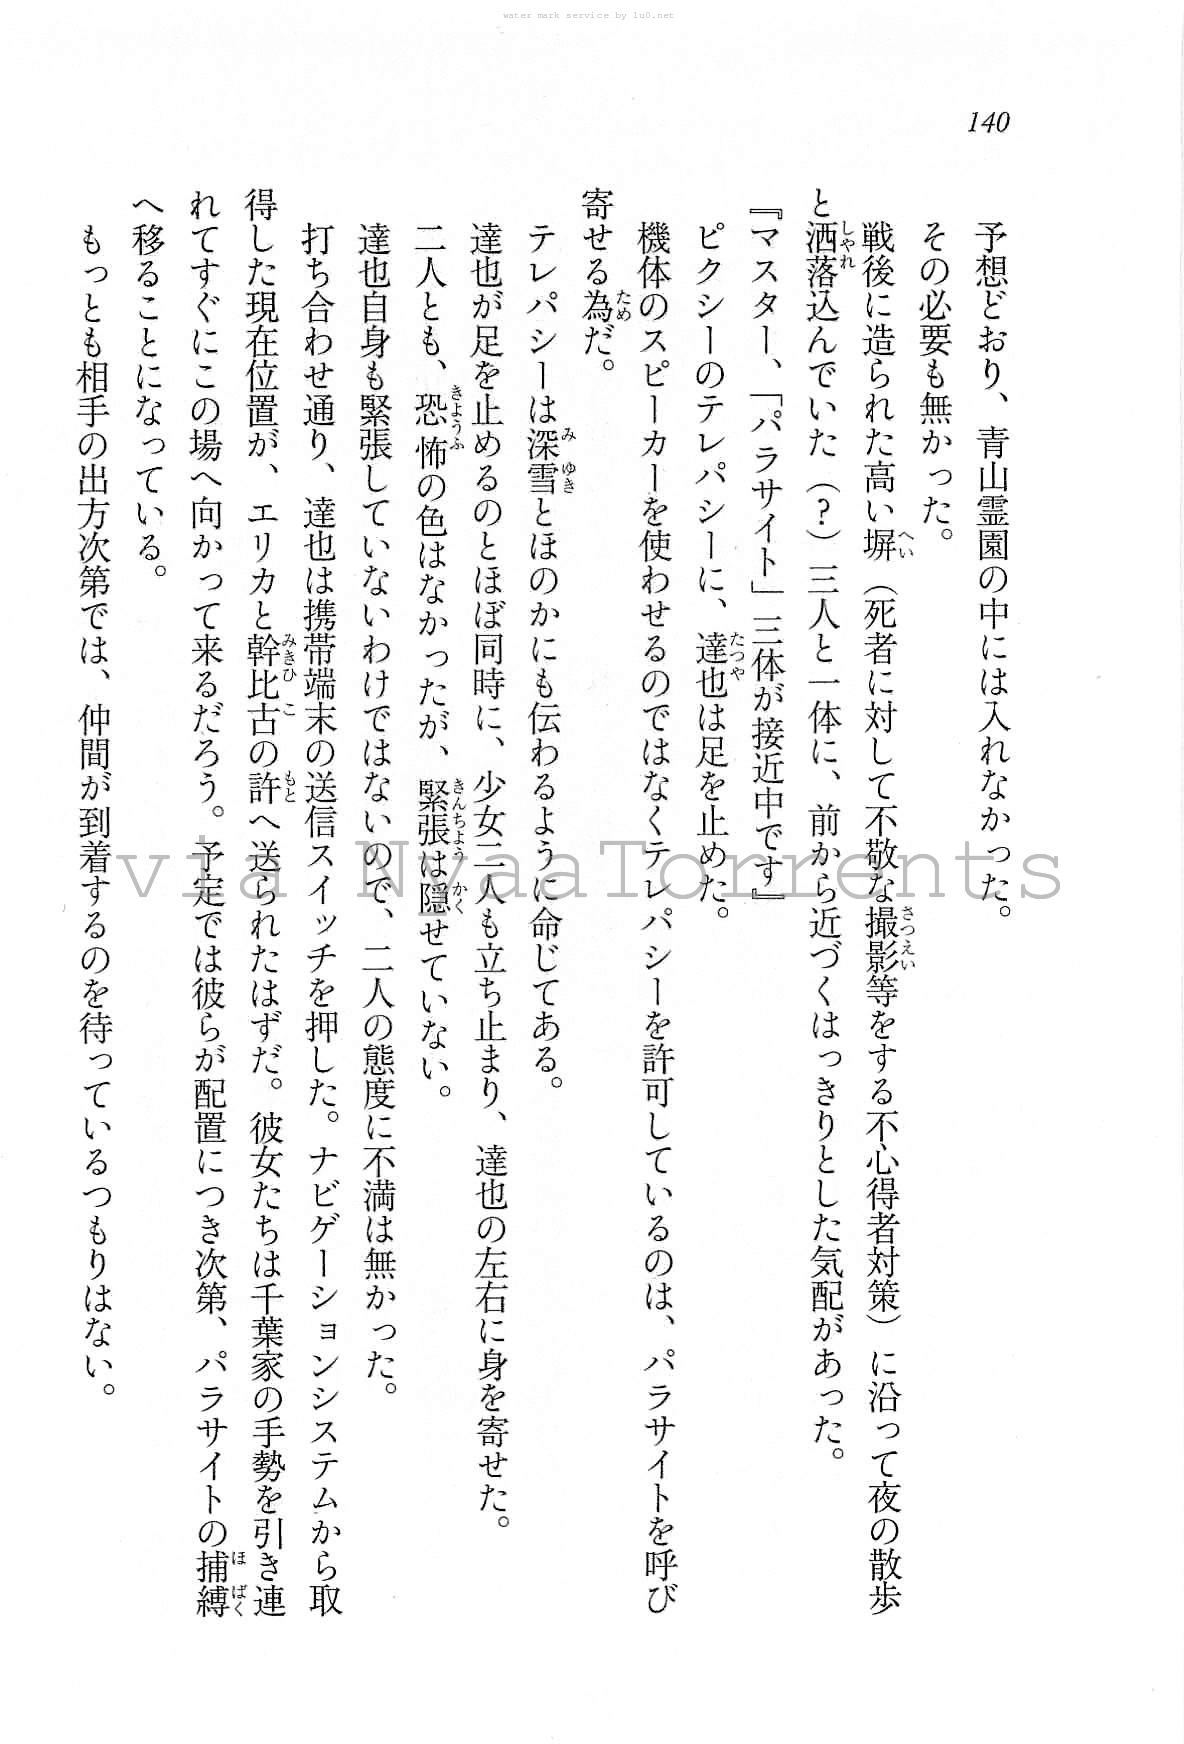 water mark service by lu0.net
140
予想どおり、青山霊園の中には入れなかった。
その必要も無かった。
戦後に造られた高い塀（死者に対して不敬な撮影等をする不心得者対策）に沿って夜の散歩
と洒落込んでいた（？）三人と一体に、前から近づくはっきりとした気配があった。
『マスター、「パラサイト」三体が接近中です』
ピクシーのテレパシーに、達也は足を止めた。
機体のスピーカーを使わせるのではなくテレパシーを許可しているのは、パラサイトを呼び
寄せる為だ。
テレパシーは深雪とほのかにも伝わるように命じてある。
達也が足を止めるのとほぼ同時に、少女二人も立ち止まり、達也の左右に身を寄せた。
二人とも、恐怖の色はなかったが、緊張は隠せていない。
達也自身も緊張していないわけではないので、二人の態度に不満は無かった。
打ち合わせ通り、達也は携帯端末の送信スイッチを押した。ナビゲーションシステムから取
得した現在位置が、エリカと幹比古の許へ送られたはずだ。彼女たちは千葉家の手勢を引き連
れてすぐにこの場へ向かって来るだろう。予定では彼らが配置につき次第、パラサイトの捕縛
へ移ることになっている。
もっとも相手の出方次第では、仲間が到着するのを待っているつもりはない。
via NyaaTorrents